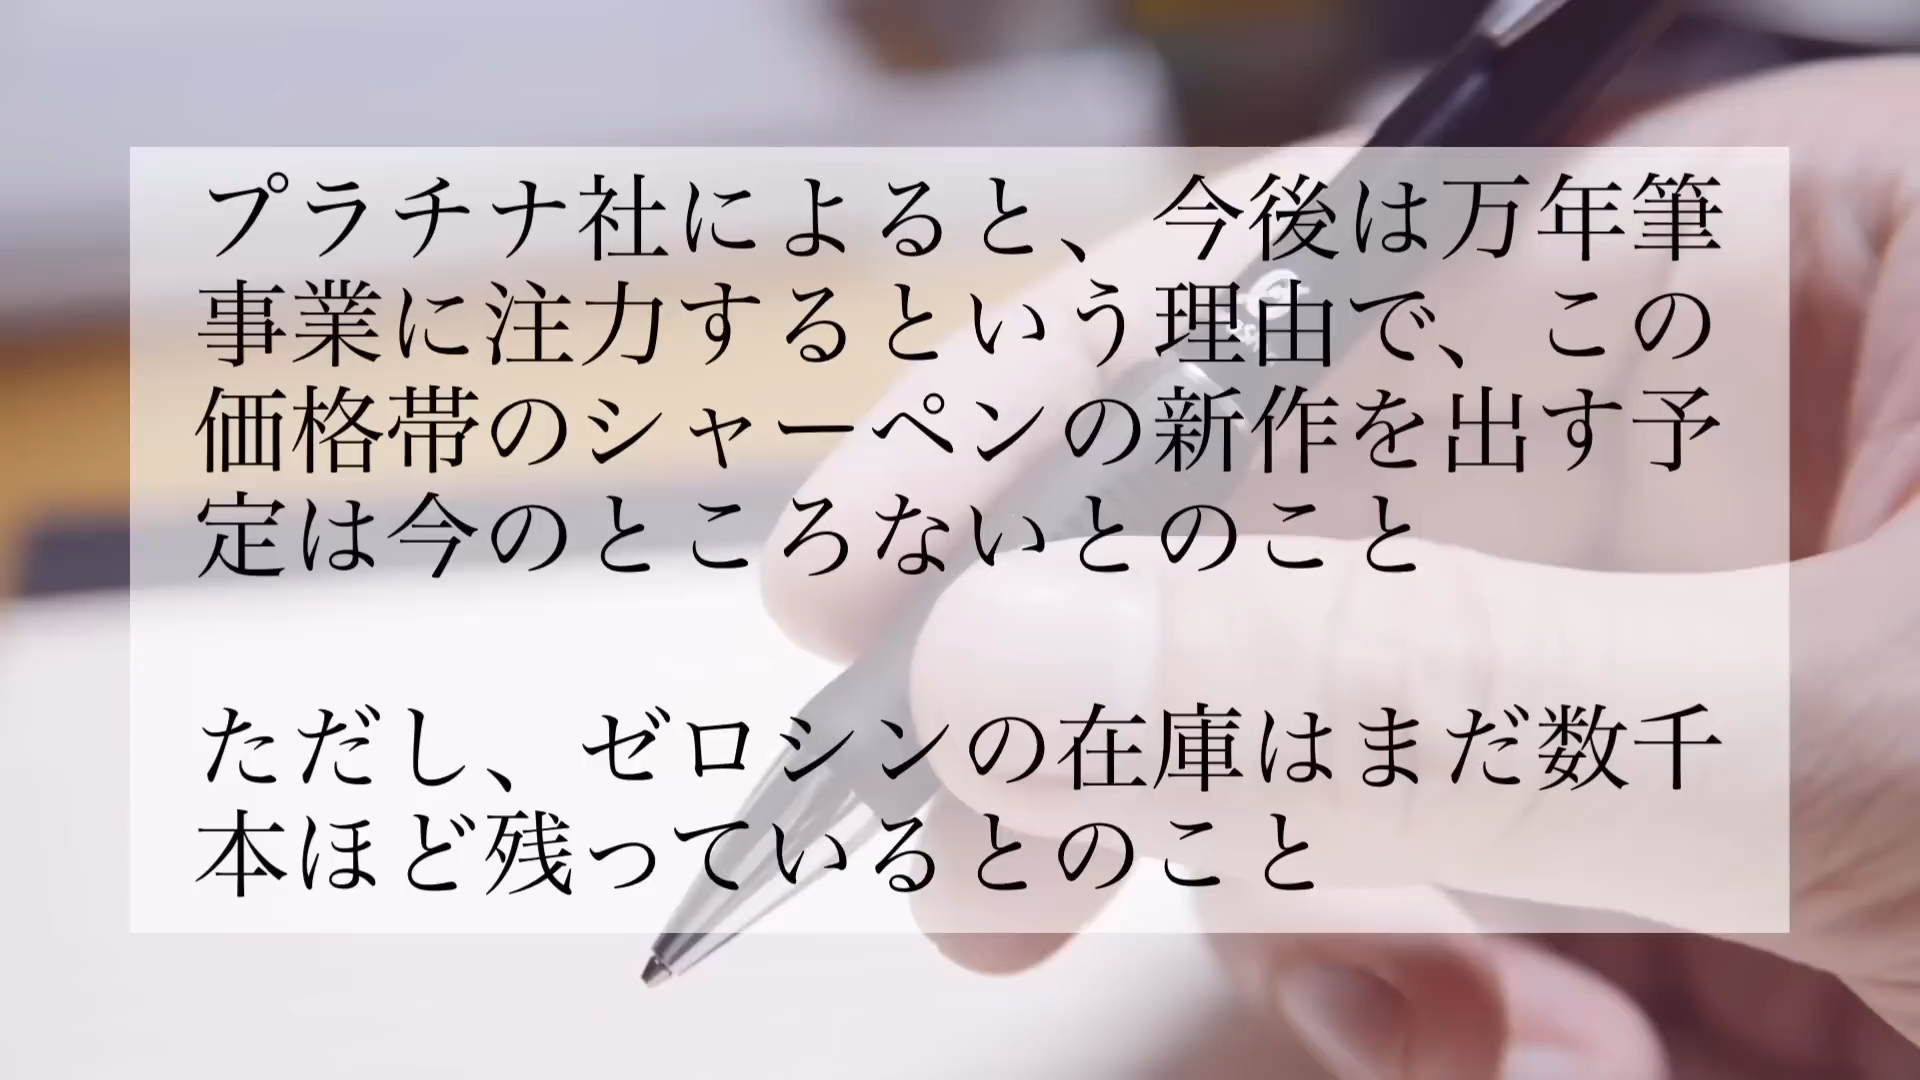 プラチナ社によると、今後は万年筆
事業に注力するという理由で、この
価格帯のシャーペンの新作を出す予
定は今のところないとのこと
ただし、ゼロシンの在庫はまだ数千
本ほど残っているとのこと